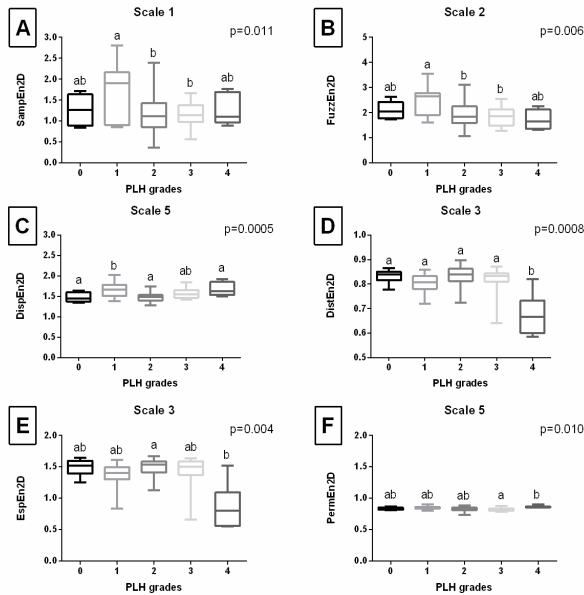 A
Scale 1
p=0.011
SampEn2D
3.0
2.5
2.0
1.5
1.0
0.5
0.0
ab
a
b
b
ab
0 1 2 3 4
PLH grades
B
Scale 2
p=0.006
FuzzEn2D
5
4
3
2
1
0
ab
a
b
b
ab
0 1 2 3 4
PLH grades
C
Scale 5
p=0.0005
DispEn2D
3.0
2.5
2.0
1.5
1.0
0.5
0.0
a
b
a
ab
a
0 1 2 3 4
PLH grades
D
Scale 3
p=0.0008
DistEn2D
1.0
0.9
0.8
0.7
0.6
0.5
a
a
a
a
b
0 1 2 3 4
PLH grades
E
Scale 3
p=0.004
EspEn2D
2.0
1.5
1.0
0.5
0.0
ab
ab
a
ab
b
0 1 2 3 4
PLH grades
F
Scale 5
p=0.010
PermEn2D
2.0
1.5
1.0
0.5
0.0
ab
ab
ab
a
b
0 1 2 3 4
PLH grades